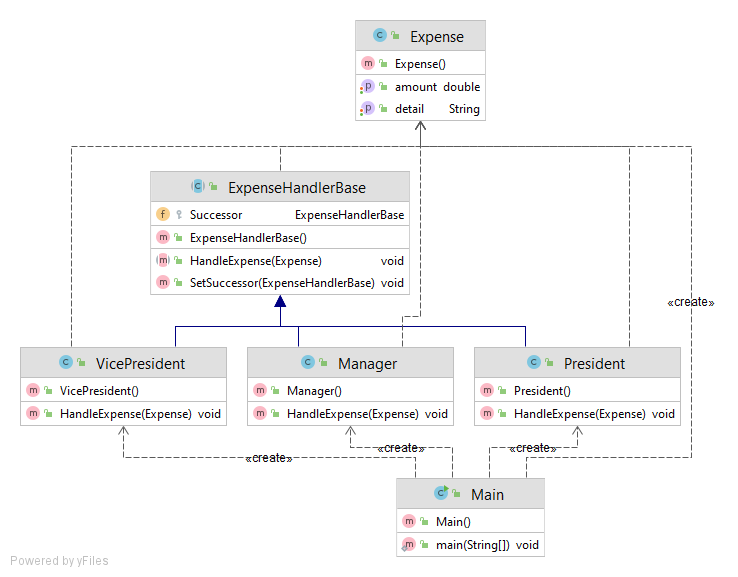 Expense
Expense()
amount double
detail String
ExpenseHandlerBase
Successor ExpenseHandlerBase
ExpenseHandlerBase()
HandleExpense(Expense) void
SetSuccessor(ExpenseHandlerBase) void
«create»
VicePresident
VicePresident()
HandleExpense(Expense) void
Manager
Manager()
HandleExpense(Expense) void
President
President()
HandleExpense(Expense) void
«create»
«create»
«create»
Main
Main()
main(String[]) void
Powered by yFiles